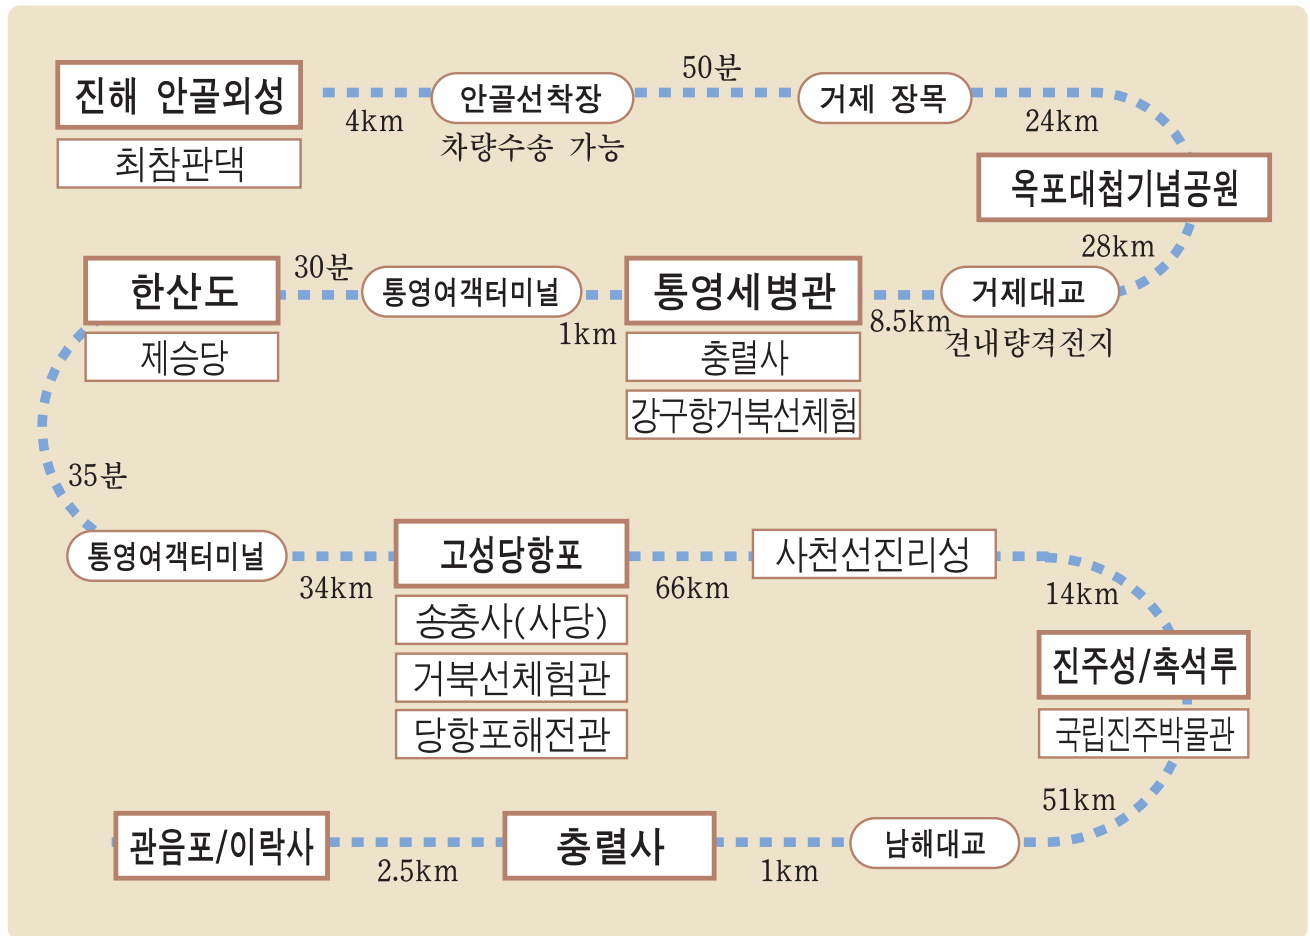 진해 안골외성
최참판댁
4km
안골선착장
차량수송 가능
50분
거제 장목
24km
옥포대첩기념공원
28km
거제대교
견내량격전지
8.5km
통영세병관
충렬사
강구항거북선체험
1km
통영여객터미널
30분
한산도
제승당
35분
통영여객터미널
34km
고성당항포
송충사(사당)
거북선체험관
당항포해전관
66km
사천선진리성
14km
진주성/촉석루
국립진주박물관
51km
남해대교
1km
충렬사
2.5km
관음포/이락사